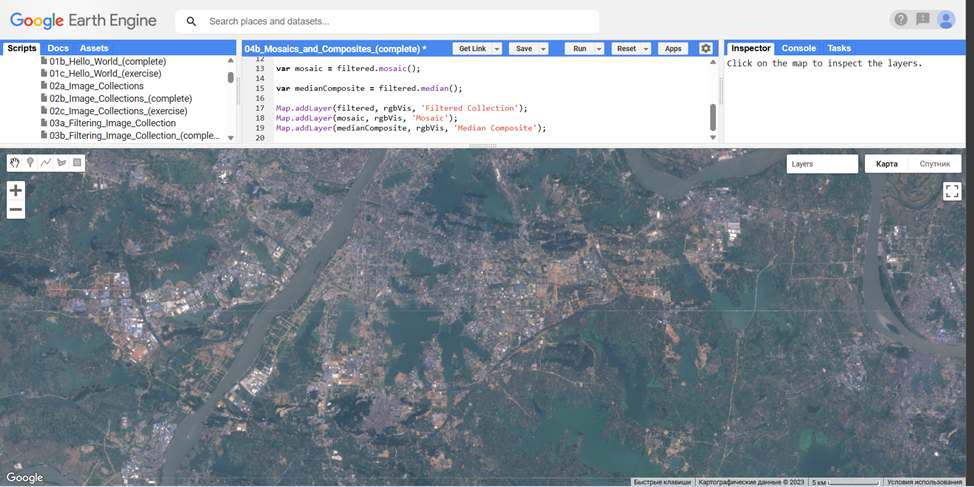 Google Earth Engine
Search places and datasets...
Scripts Docs Assets
01b_Hello_World_(complete)
01c_Hello_World_(exercise)
02a_Image_Collections
02b_Image_Collections_(complete)
02c_Image_Collections_(exercise)
03a_Filtering_Image_Collection
03b_Filtering_Image_Collection_(comple...
04b_Mosaics_and_Composites_(complete) *
Get Link Save Run Reset Apps
12
13 var mosaic = filtered.mosaic();
14
15 var medianComposite = filtered.median();
16
17 Map.addLayer(filtered, rgbVis, 'Filtered Collection');
18 Map.addLayer(mosaic, rgbVis, 'Mosaic');
19 Map.addLayer(medianComposite, rgbVis, 'Median Composite');
20
Inspector Console Tasks
Click on the map to inspect the layers.
Layers
Карта Спутник
Google
Быстрые клавиши Картографические данные © 2023 5 км Условия использования